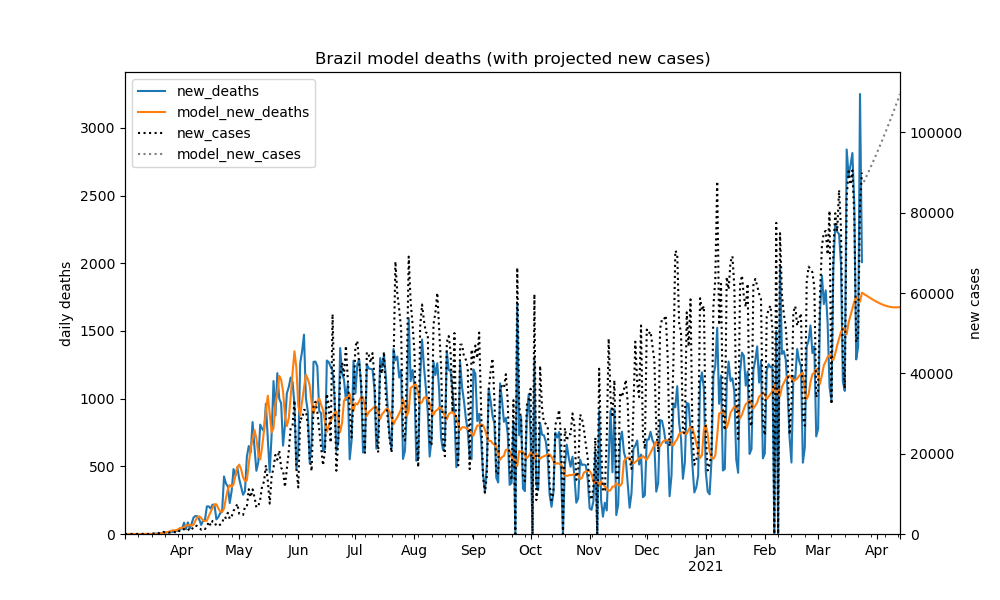 Brazil model deaths (with projected new cases)
new_deaths
model_new_deaths
new_cases
model_new_cases
daily deaths
3000
2500
2000
1500
1000
500
0
new cases
100000
80000
60000
40000
20000
0
Apr May Jun Jul Aug Sep Oct Nov Dec Jan Feb Mar Apr
2021